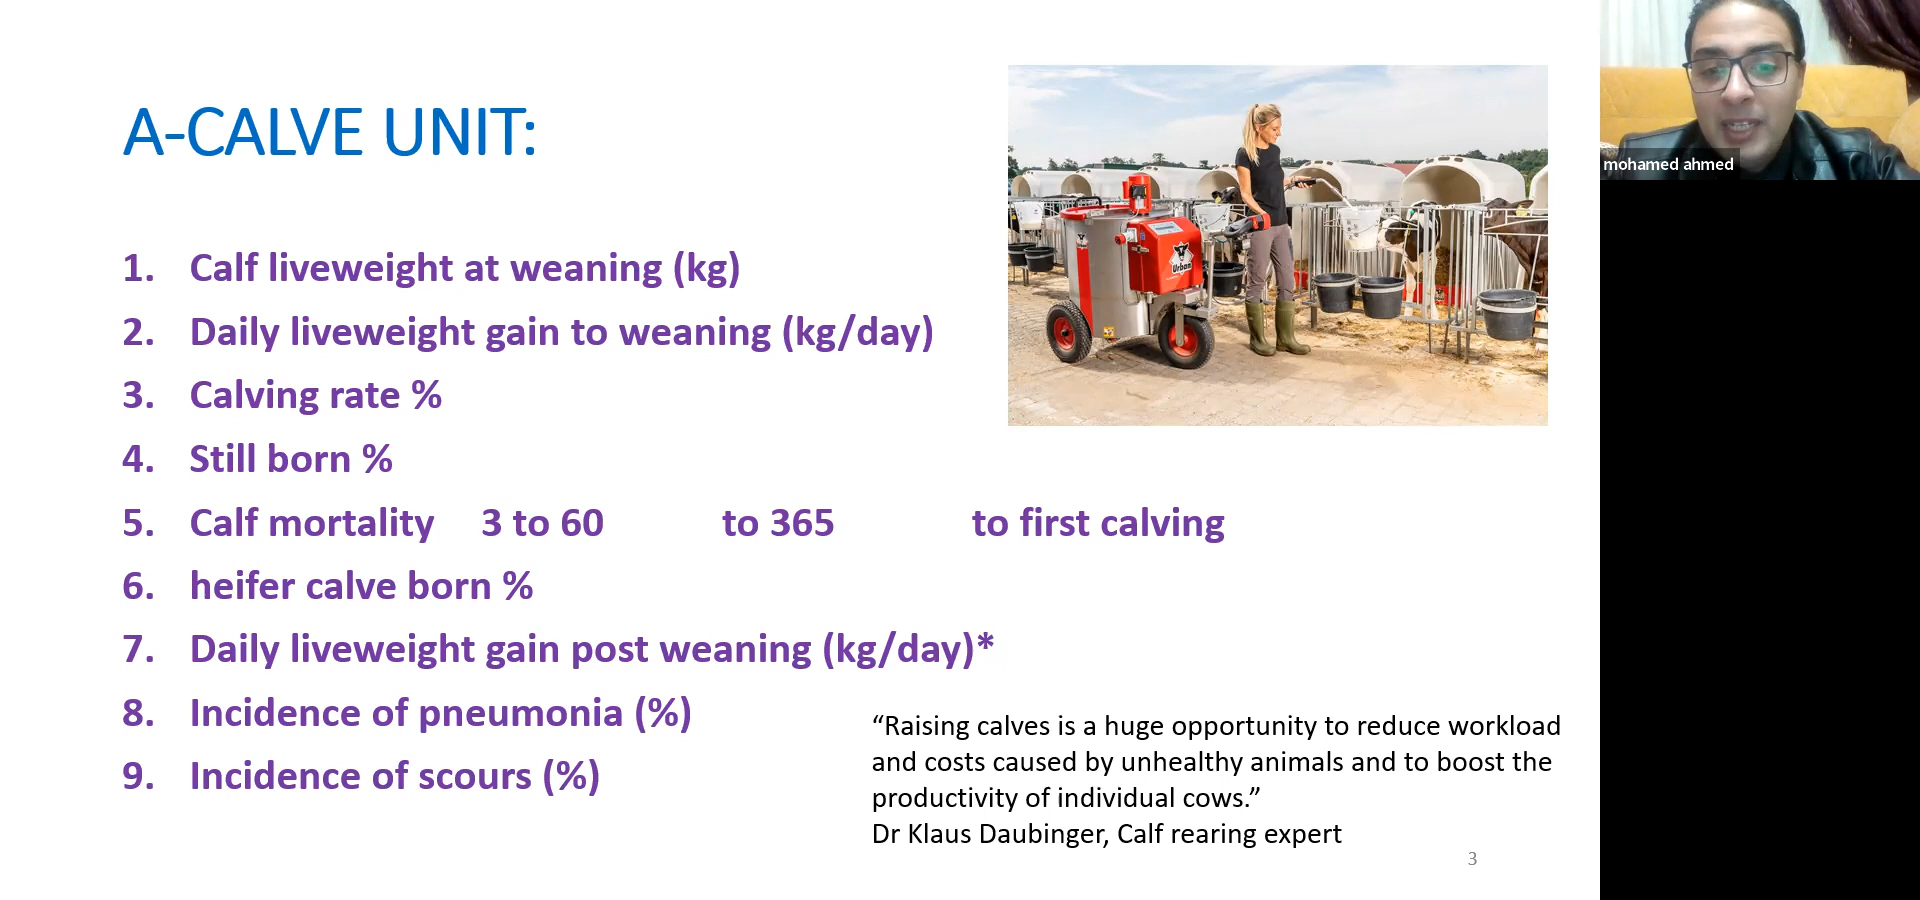 A-CALVE UNIT:
1. Calf liveweight at weaning (kg)
2. Daily liveweight gain to weaning (kg/day)
3. Calving rate %
4. Still born %
5. Calf mortality 3 to 60 to 365 to first calving
6. heifer calve born %
7. Daily liveweight gain post weaning (kg/day)*
8. Incidence of pneumonia (%)
9. Incidence of scours (%)
“Raising calves is a huge opportunity to reduce workload
and costs caused by unhealthy animals and to boost the
productivity of individual cows.”
Dr Klaus Daubinger, Calf rearing expert
3
Urban
mohamed ahmed